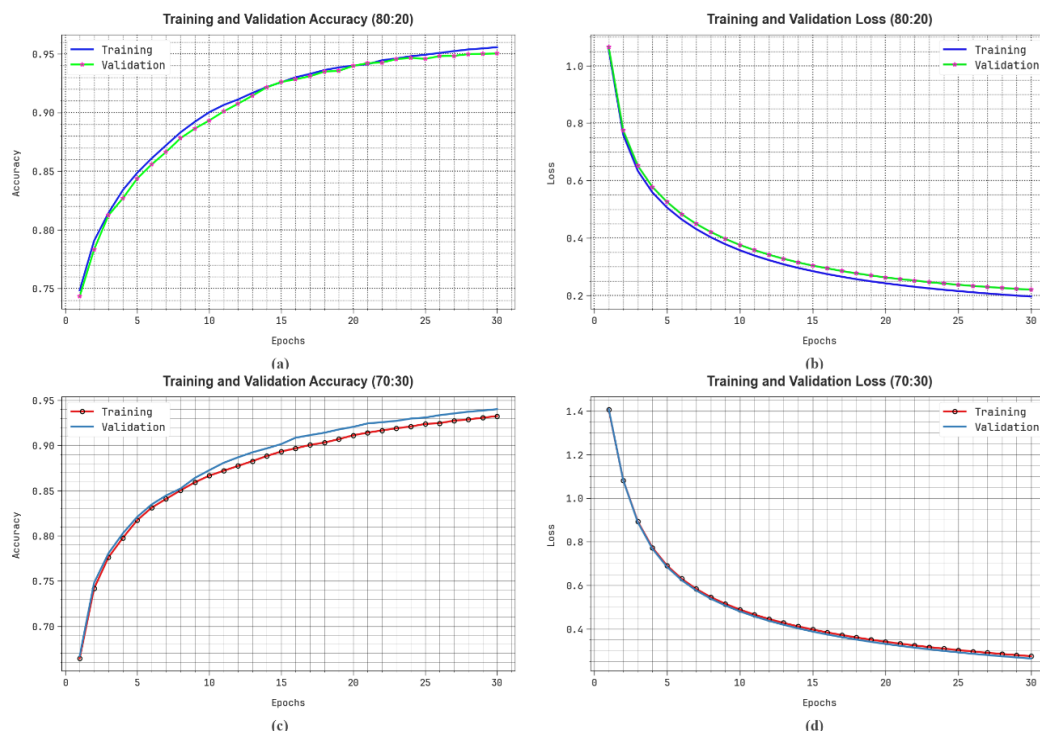 Training and Validation Accuracy (80:20)
Training
Validation
0.95
0.90
0.85
0.80
0.75
Accuracy
0 5 10 15 20 25 30
Epochs
(a)
Training and Validation Loss (80:20)
Training
Validation
1.0
0.8
0.6
0.4
0.2
Loss
0 5 10 15 20 25 30
Epochs
(b)
Training and Validation Accuracy (70:30)
Training
Validation
0.95
0.90
0.85
0.80
0.75
0.70
Accuracy
0 5 10 15 20 25 30
Epochs
(c)
Training and Validation Loss (70:30)
Training
Validation
1.4
1.2
1.0
0.8
0.6
0.4
Loss
0 5 10 15 20 25 30
Epochs
(d)